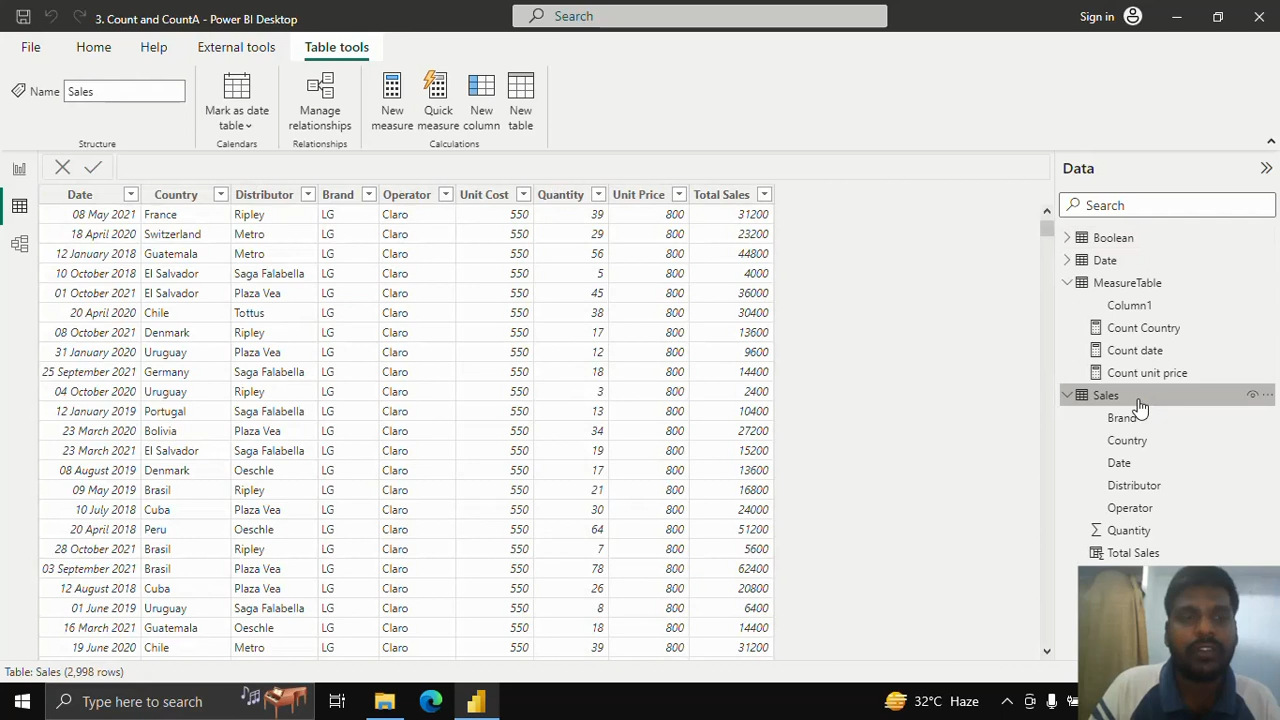 3. Count and CountA - Power BI Desktop
Search
Sign in
File
Home
Help
External tools
Table tools
Name
Sales
Mark as date table
Manage relationships
New measure
Quick measure
New column
New table
Structure
Calendars
Relationships
Calculations
Date Country Distributor Brand Operator Unit Cost Quantity Unit Price Total Sales
08 May 2021 France Ripley LG Claro 550 39 800 31200
18 April 2020 Switzerland Metro LG Claro 550 29 800 23200
12 January 2018 Guatemala Metro LG Claro 550 56 800 44800
10 October 2018 El Salvador Saga Falabella LG Claro 550 5 800 4000
01 October 2021 El Salvador Plaza Vea LG Claro 550 45 800 36000
20 April 2020 Chile Tottus LG Claro 550 38 800 30400
08 October 2021 Denmark Ripley LG Claro 550 17 800 13600
31 January 2020 Uruguay Plaza Vea LG Claro 550 12 800 9600
25 September 2021 Germany Saga Falabella LG Claro 550 18 800 14400
04 October 2020 Uruguay Ripley LG Claro 550 3 800 2400
12 January 2019 Portugal Saga Falabella LG Claro 550 13 800 10400
23 March 2020 Bolivia Plaza Vea LG Claro 550 34 800 27200
23 March 2021 El Salvador Saga Falabella LG Claro 550 19 800 15200
08 August 2019 Denmark Oeschle LG Claro 550 17 800 13600
09 May 2019 Brasil Ripley LG Claro 550 21 800 16800
10 July 2018 Cuba Plaza Vea LG Claro 550 30 800 24000
20 April 2018 Peru Oeschle LG Claro 550 64 800 51200
28 October 2021 Brasil Ripley LG Claro 550 7 800 5600
03 September 2021 Brasil Plaza Vea LG Claro 550 78 800 62400
12 August 2018 Cuba Plaza Vea LG Claro 550 26 800 20800
01 June 2019 Uruguay Saga Falabella LG Claro 550 8 800 6400
16 March 2021 Guatemala Oeschle LG Claro 550 18 800 14400
19 June 2020 Chile Metro LG Claro 550 39 800 31200
Table: Sales (2,998 rows)
Data
Search
Boolean
Date
MeasureTable
Column1
Count Country
Count date
Count unit price
Sales
Brand
Country
Date
Distributor
Operator
Quantity
Total Sales
Type here to search
32°C Haze